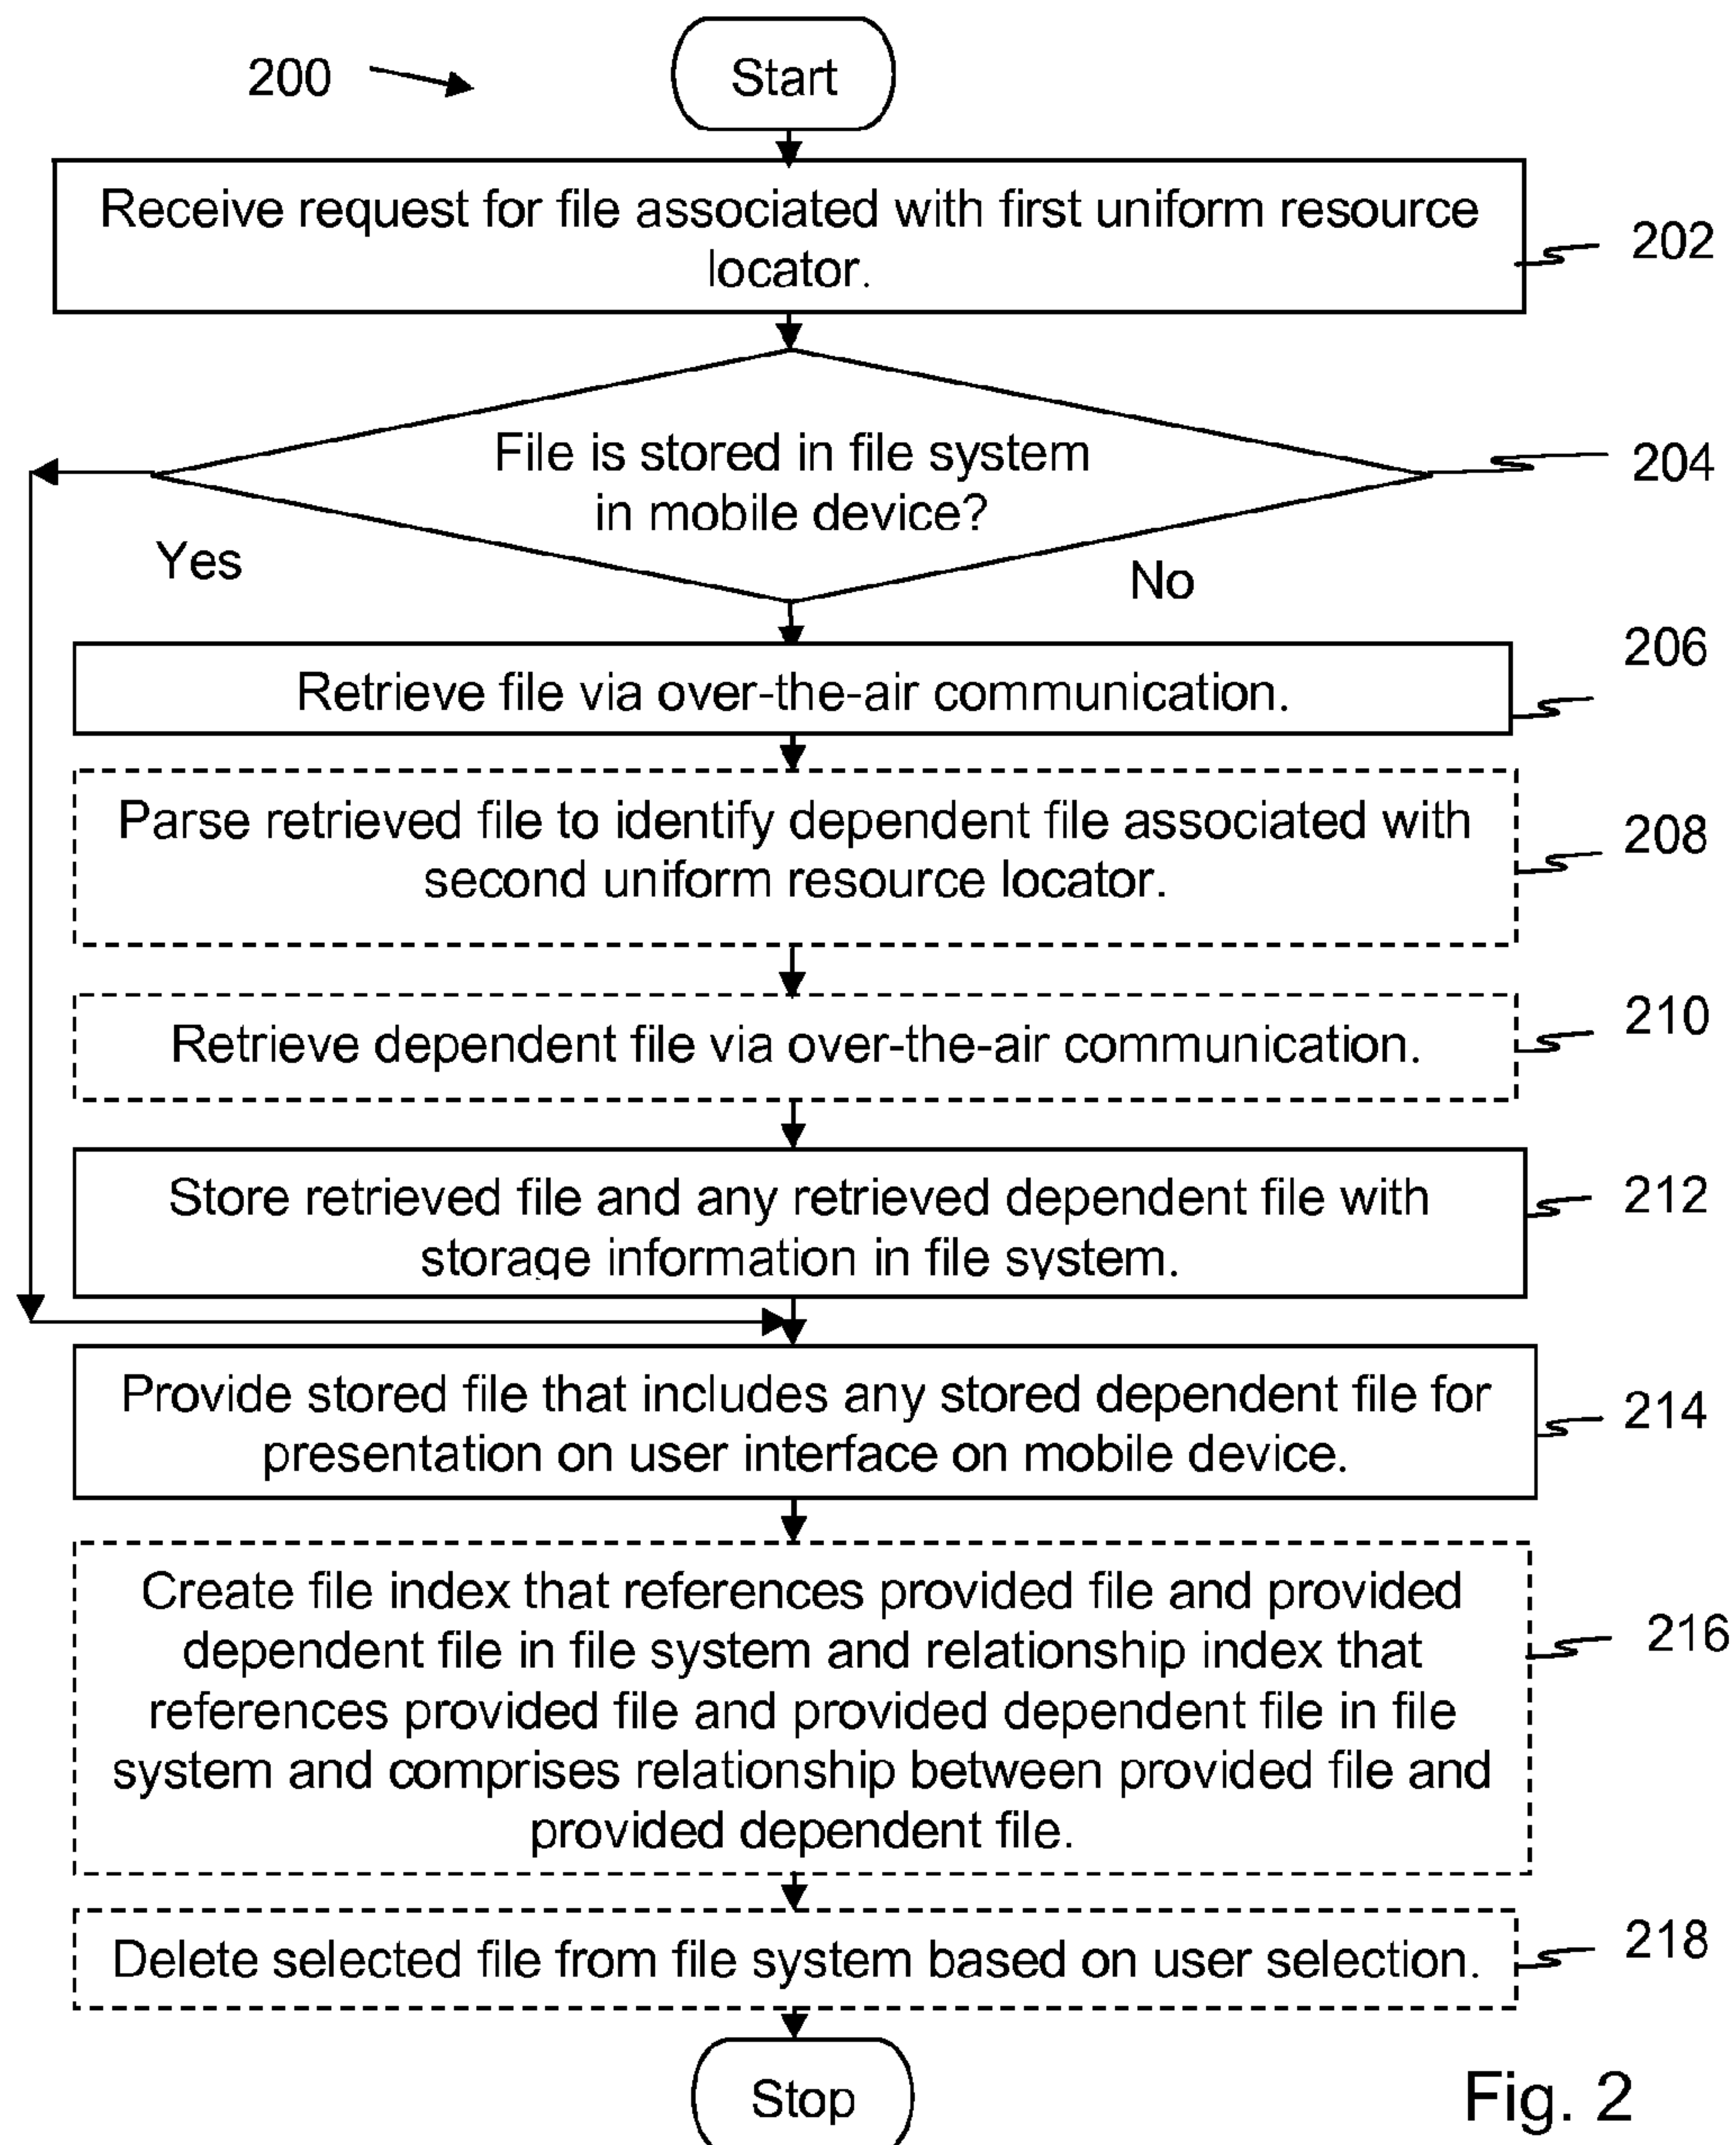 200
Start
Receive request for file associated with first uniform resource
locator.
202
File is stored in file system
in mobile device?
204
Yes
No
206
Retrieve file via over-the-air communication.
Parse retrieved file to identify dependent file associated with
second uniform resource locator.
208
Retrieve dependent file via over-the-air communication.
210
Store retrieved file and any retrieved dependent file with
storage information in file system.
212
Provide stored file that includes any stored dependent file for
presentation on user interface on mobile device.
214
Create file index that references provided file and provided
dependent file in file system and relationship index that
references provided file and provided dependent file in file
system and comprises relationship between provided file and
provided dependent file.
216
Delete selected file from file system based on user selection.
218
Stop
Fig. 2